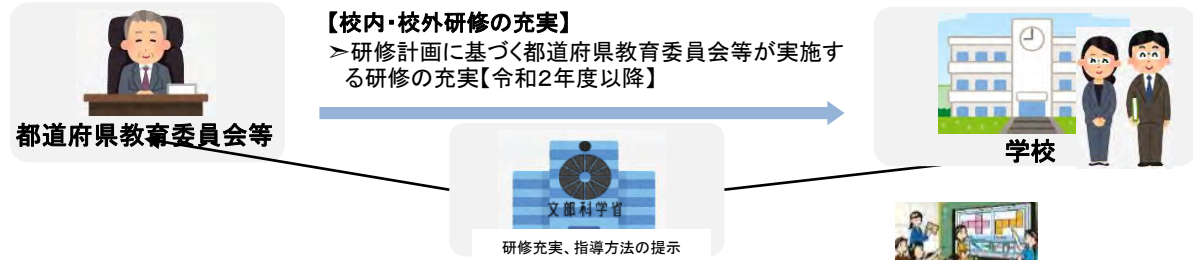 【校内・校外研修の充実】
➢研修計画に基づく都道府県教育委員会等が実施す
る研修の充実【令和2年度以降】
都道府県教育委員会等
学校
文部科学省
研修充実、指導方法の提示